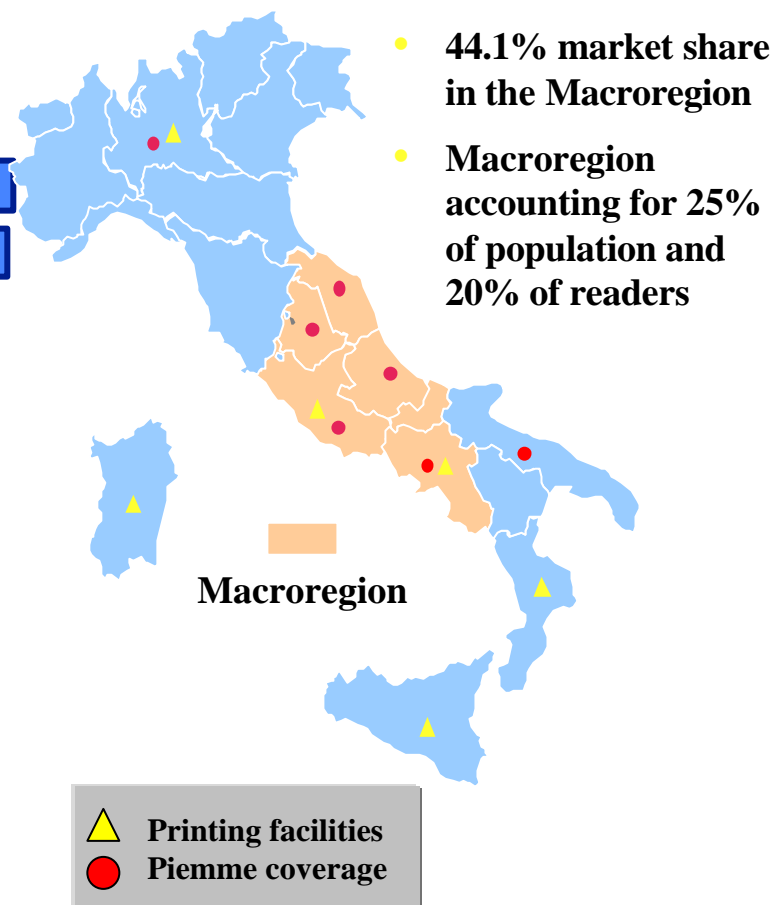 44.1% market share
in the Macroregion
Macroregion
accounting for 25%
of population and
20% of readers
Macroregion
Printing facilities
Piemme coverage